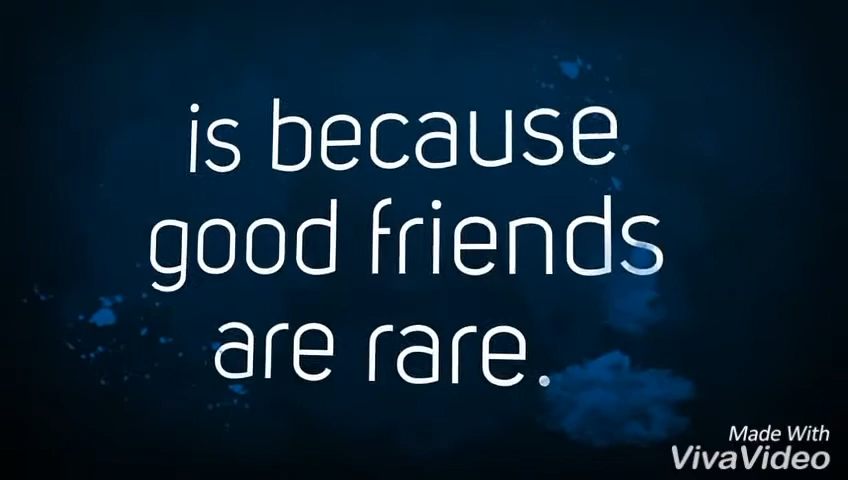 is because
good friends
are rare.
Made With
VivaVideo